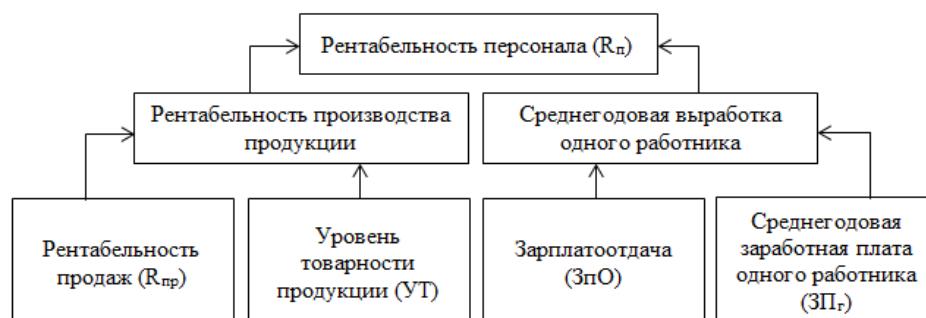 Рентабельность персонала (Rп)
Рентабельность производства
продукции
Среднегодовая выработка
одного работника
Рентабельность
продаж (Rпр)
Уровень
товарности
продукции (УТ)
Зарплатоотдача
(ЗпО)
Среднегодовая
заработная плата
одного работника
(ЗПг)